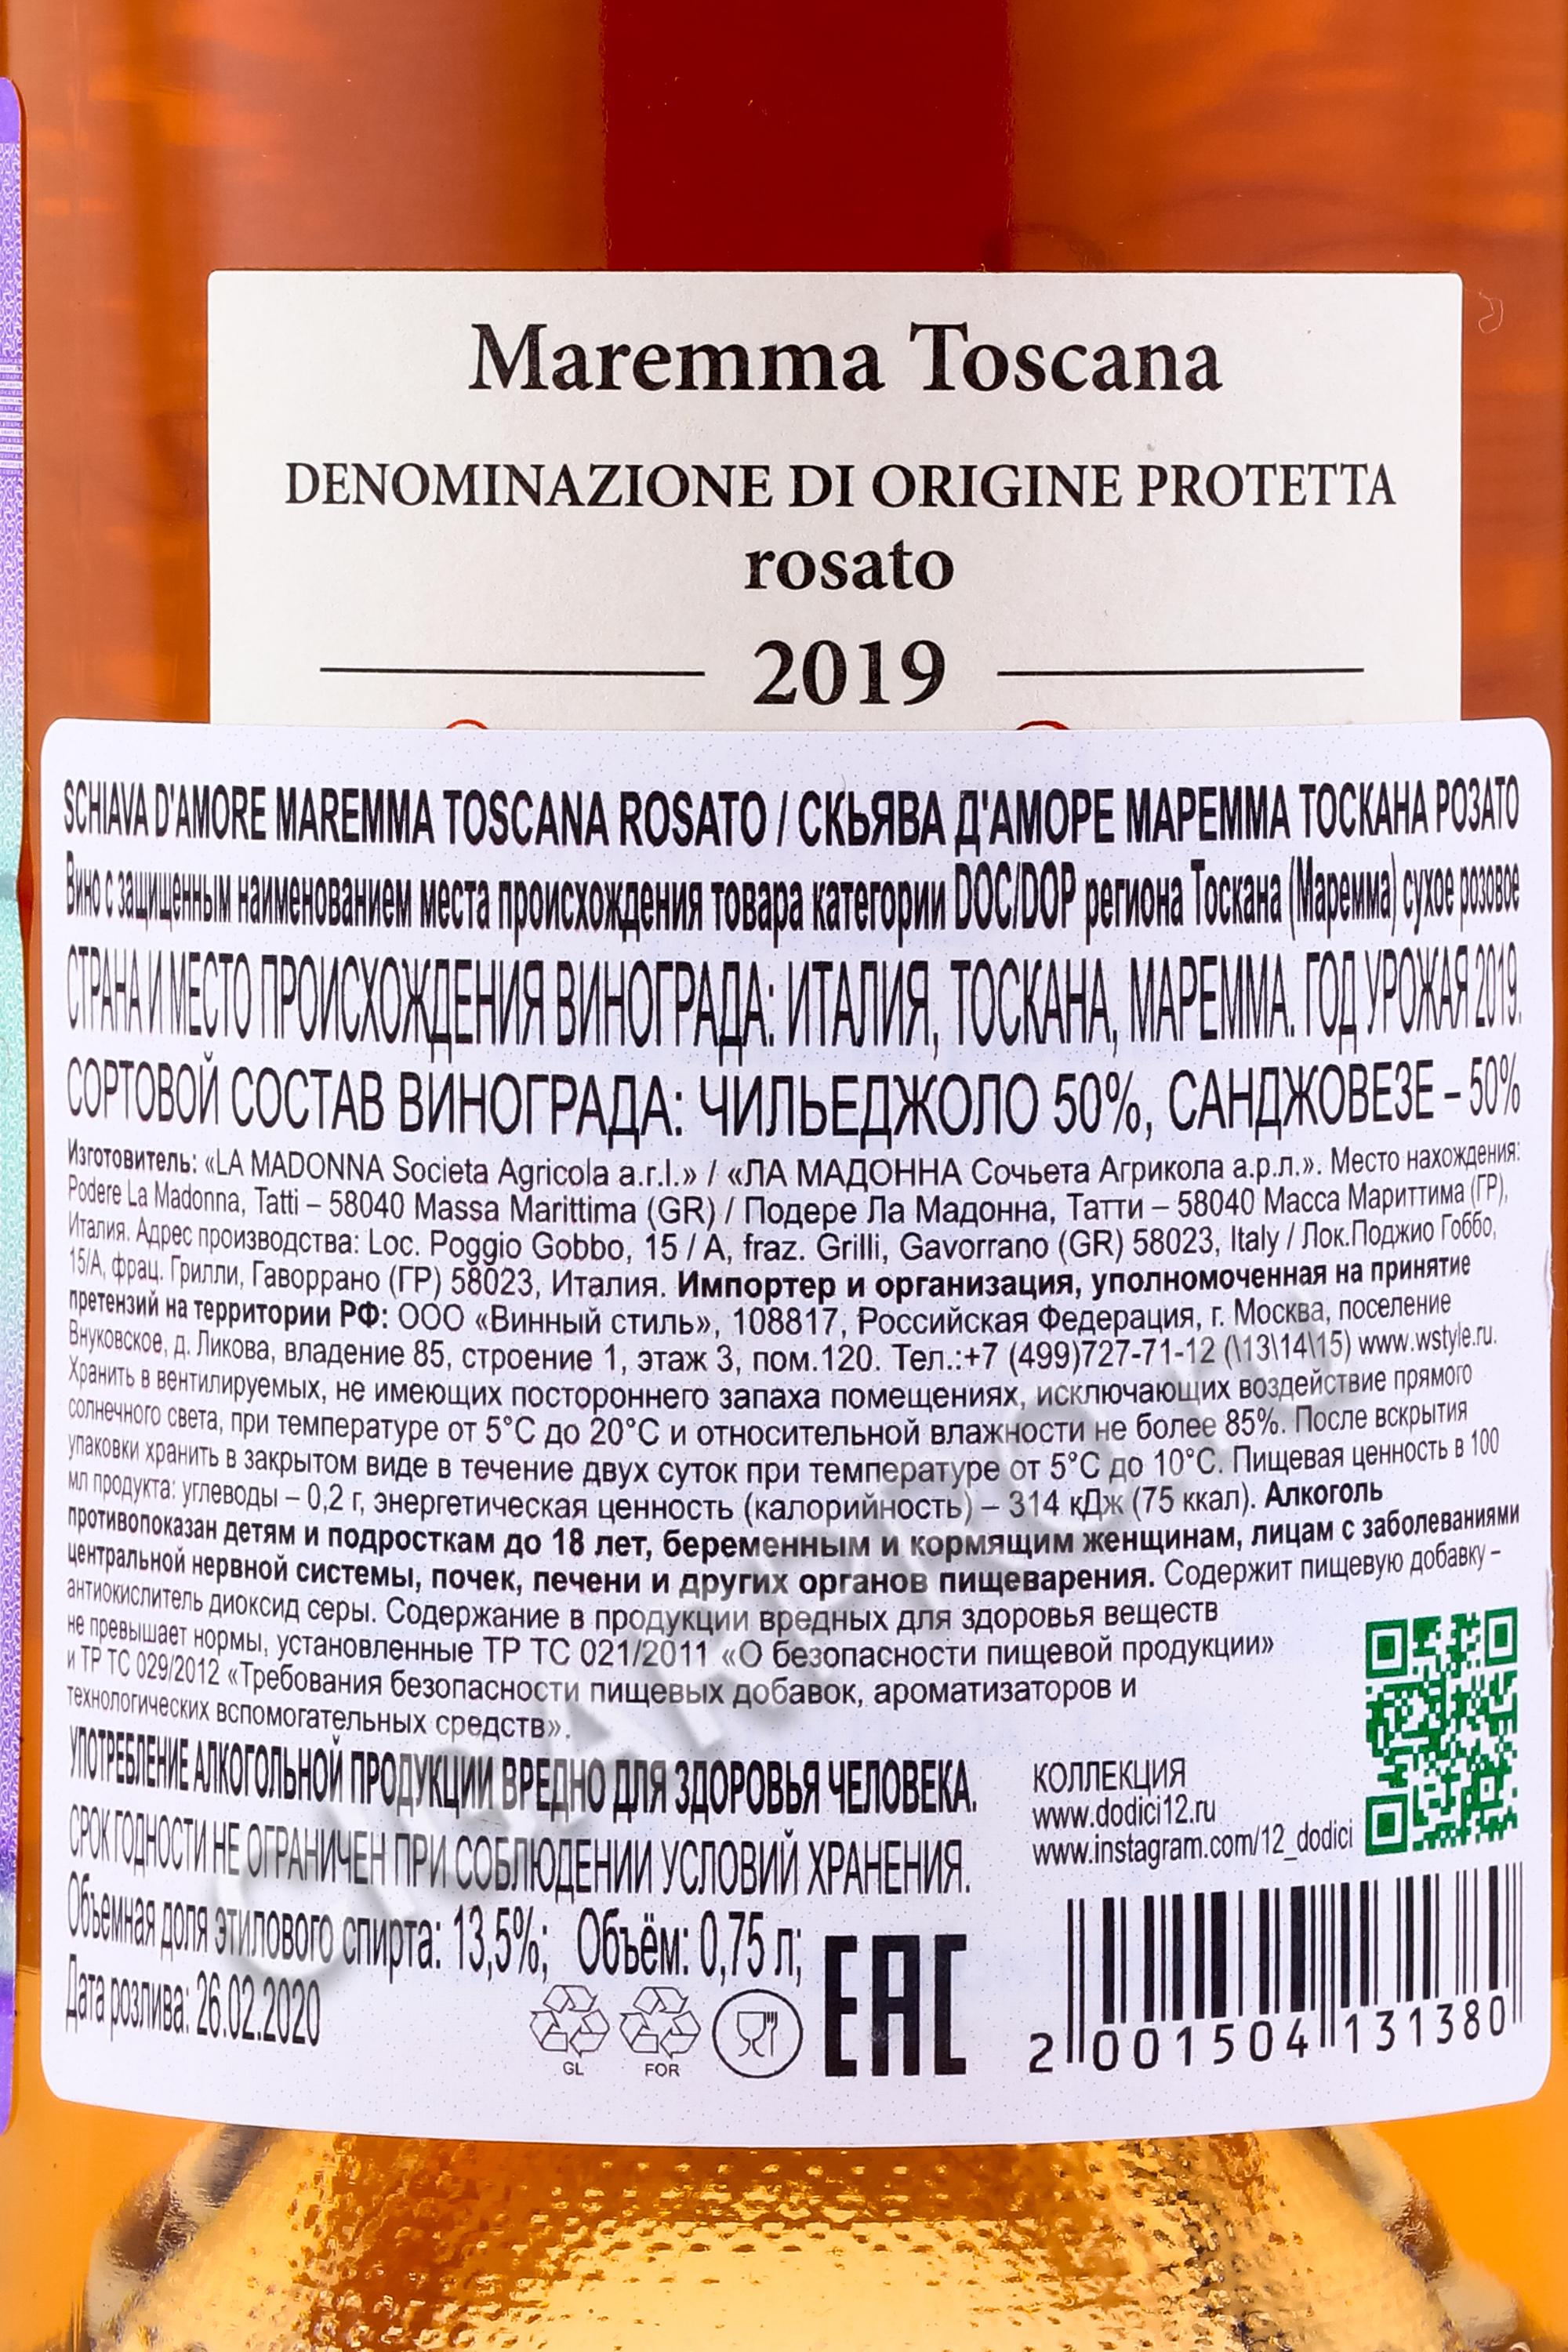 Maremma Toscana
DENOMINAZIONE DI ORIGINE PROTETTA
rosato
2019
SCHIAVA D'AMORE MAREMMA TOSCANA ROSATO / СКЬЯВА Д'АМОРЕ МАРЕММА ТОСКАНА РОЗАТО
Вино с защищенным наименованием места происхождения товара категории DOC/DOP региона Тоскана (Маремма) сухое розовое
СТРАНА И МЕСТО ПРОИСХОЖДЕНИЯ ВИНОГРАДА: ИТАЛИЯ, ТОСКАНА, МАРЕММА. ГОД УРОЖАЯ 2019.
СОРТОВОЙ СОСТАВ ВИНОГРАДА: ЧИЛЬЕДЖОЛО 50%, САНДЖОВЕЗЕ – 50%
Изготовитель: «LA MADONNA Societa Agricola a.r.l.» / «ЛА МАДОННА Сочьета Агрикола а.р.л.». Место нахождения:
Podere La Madonna, Tatti – 58040 Massa Marittima (GR) / Подере Ла Мадонна, Татти – 58040 Масса Мариттима (ГР),
Италия. Адрес производства: Loc. Poggio Gobbo, 15 / A, fraz. Grilli, Gavorrano (GR) 58023, Italy / Лок.Поджио Гоббо,
15/А, фрац. Грилли, Гаворрано (ГР) 58023, Италия. Импортер и организация, уполномоченная на принятие
претензий на территории РФ: ООО «Винный стиль», 108817, Российская Федерация, г. Москва, поселение
Внуковское, д. Ликова, владение 85, строение 1, этаж 3, пом.120. Тел.:+7 (499)727-71-12 (\13\14\15) www.wstyle.ru.
Хранить в вентилируемых, не имеющих постороннего запаха помещениях, исключающих воздействие прямого
солнечного света, при температуре от 5°С до 20°С и относительной влажности не более 85%. После вскрытия
упаковки хранить в закрытом виде в течение двух суток при температуре от 5°С до 10°С. Пищевая ценность в 100
мл продукта: углеводы – 0,2 г, энергетическая ценность (калорийность) – 314 кДж (75 ккал). Алкоголь
противопоказан детям и подросткам до 18 лет, беременным и кормящим женщинам, лицам с заболеваниями
центральной нервной системы, почек, печени и других органов пищеварения. Содержит пищевую добавку –
антиокислитель диоксид серы. Содержание в продукции вредных для здоровья веществ
не превышает нормы, установленные ТР ТС 021/2011 «О безопасности пищевой продукции»
и ТР ТС 029/2012 «Требования безопасности пищевых добавок, ароматизаторов и
технологических вспомогательных средств».
УПОТРЕБЛЕНИЕ АЛКОГОЛЬНОЙ ПРОДУКЦИИ ВРЕДНО ДЛЯ ЗДОРОВЬЯ ЧЕЛОВЕКА.
СРОК ГОДНОСТИ НЕ ОГРАНИЧЕН ПРИ СОБЛЮДЕНИИ УСЛОВИЙ ХРАНЕНИЯ.
Объемная доля этилового спирта: 13,5%; Объём: 0,75 л;
Дата розлива: 26.02.2020
GL
FOR
EAC
КОЛЛЕКЦИЯ
www.dodici12.ru
www.instagram.com/12_dodici
2 001504 131380
CIGARPRO.ru